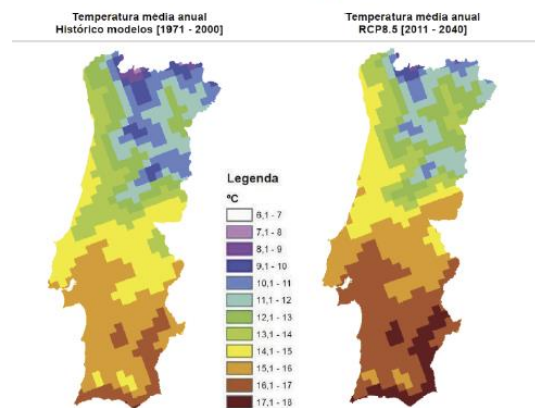 Temperatura média anual
Histórico modelos [1971 - 2000]
Temperatura média anual
RCP8.5 [2011 - 2040]
Legenda
ºC
6,1 - 7
7,1 - 8
8,1 - 9
9,1 - 10
10,1 - 11
11,1 - 12
12,1 - 13
13,1 - 14
14,1 - 15
15,1 - 16
16,1 - 17
17,1 - 18